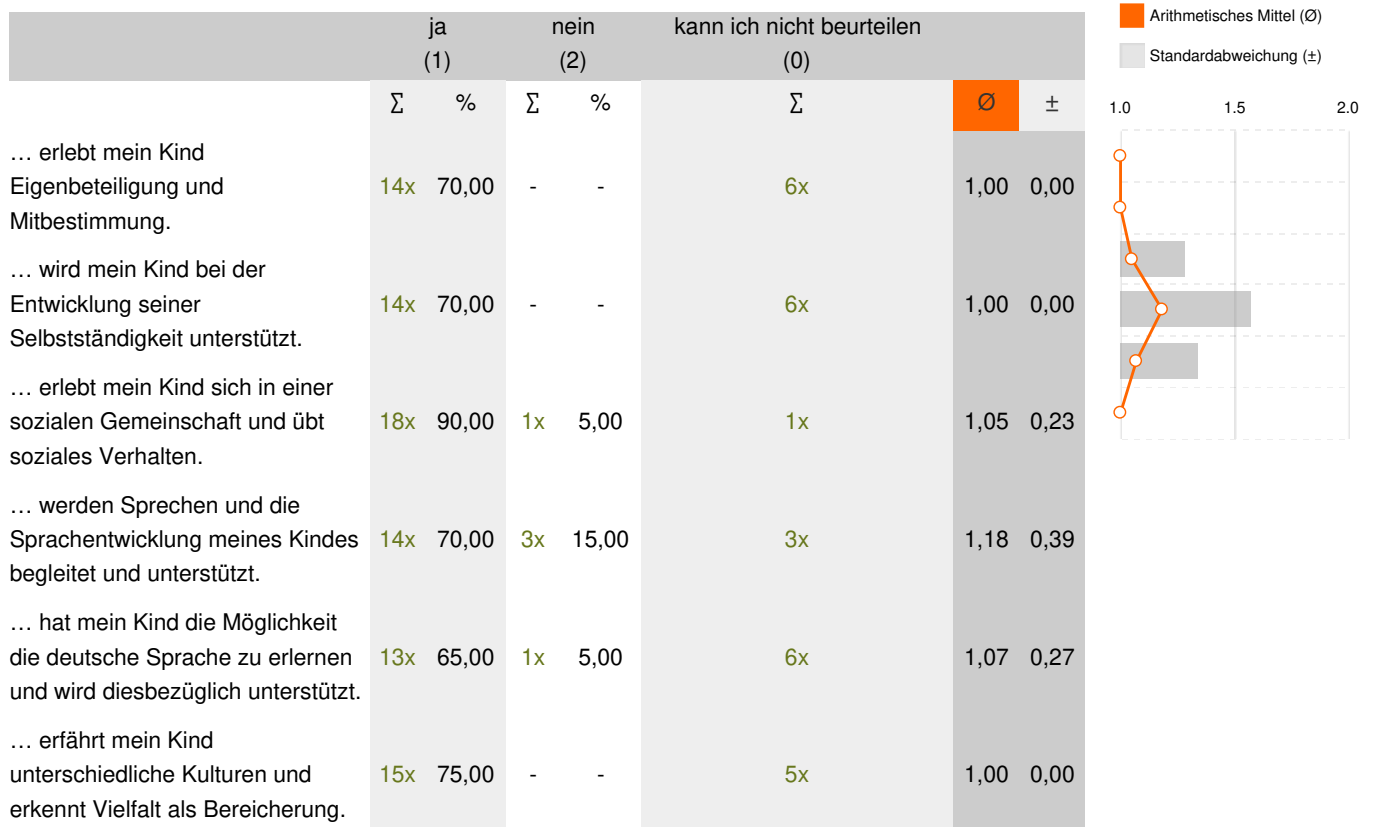 ja nein kann ich nicht beurteilen
(1) (2) (0)
∑ % ∑ % ∑ Ø ±
… erlebt mein Kind
Eigenbeteiligung und
Mitbestimmung.
14x 70,00 - - 6x 1,00 0,00
… wird mein Kind bei der
Entwicklung seiner
Selbstständigkeit unterstützt.
14x 70,00 - - 6x 1,00 0,00
… erlebt mein Kind sich in einer
sozialen Gemeinschaft und übt
soziales Verhalten.
18x 90,00 1x 5,00 1x 1,05 0,23
… werden Sprechen und die
Sprachentwicklung meines Kindes
begleitet und unterstützt.
14x 70,00 3x 15,00 3x 1,18 0,39
… hat mein Kind die Möglichkeit
die deutsche Sprache zu erlernen
und wird diesbezüglich unterstützt.
13x 65,00 1x 5,00 6x 1,07 0,27
… erfährt mein Kind
unterschiedliche Kulturen und
erkennt Vielfalt als Bereicherung.
15x 75,00 - - 5x 1,00 0,00
Arithmetisches Mittel (Ø)
Standardabweichung (±)
1.0 1.5 2.0